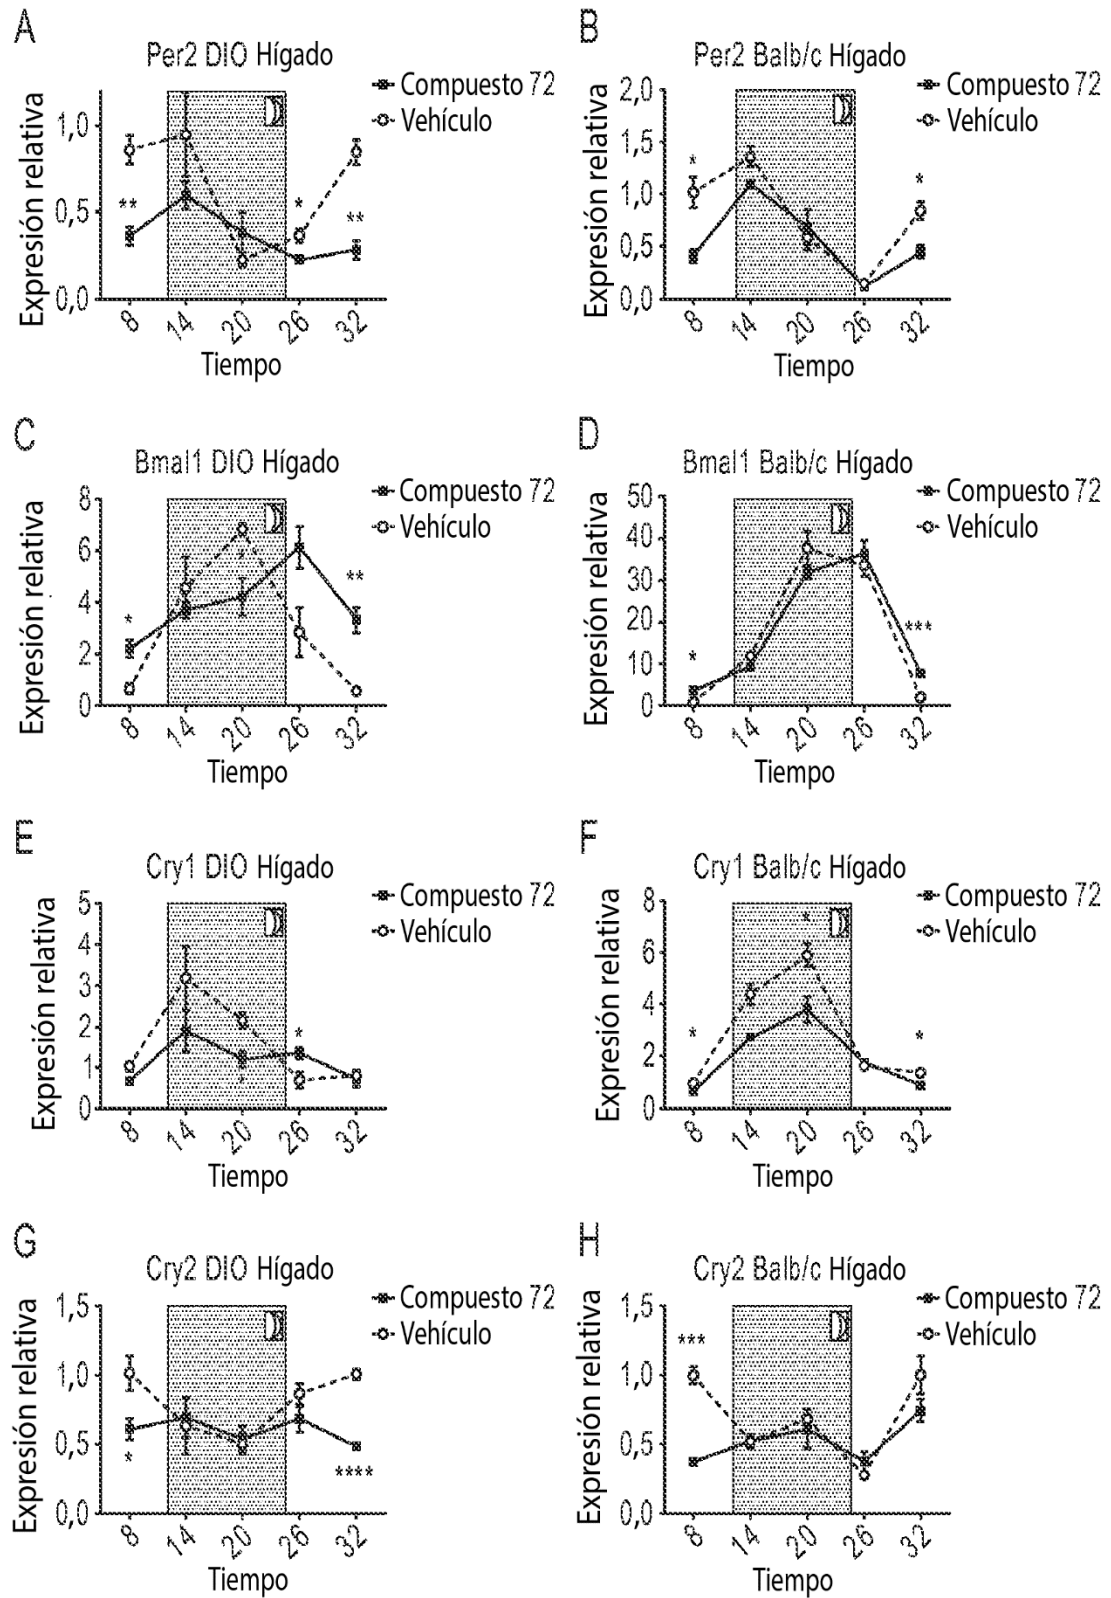 A
Per2 DIO Hígado
Compuesto 72
Vehículo
Expresión relativa
1,0
0,5
0,0
**
*
**
8
14
20
26
32
Tiempo
B
Per2 Balb/c Hígado
Compuesto 72
Vehículo
Expresión relativa
2,0
1,5
1,0
0,5
0,0
*
*
8
14
20
26
32
Tiempo
C
Bmal1 DIO Hígado
Compuesto 72
Vehículo
Expresión relativa
8
6
4
2
0
*
*
**
8
14
20
26
32
Tiempo
D
Bmal1 Balb/c Hígado
Compuesto 72
Vehículo
Expresión relativa
50
40
30
20
10
0
*
***
8
14
20
26
32
Tiempo
E
Cry1 DIO Hígado
Compuesto 72
Vehículo
Expresión relativa
5
4
3
2
1
0
*
*
8
14
20
26
32
Tiempo
F
Cry1 Balb/c Hígado
Compuesto 72
Vehículo
Expresión relativa
8
6
4
2
0
*
*
*
8
14
20
26
32
Tiempo
G
Cry2 DIO Hígado
Compuesto 72
Vehículo
Expresión relativa
1,5
1,0
0,5
0,0
*
****
8
14
20
26
32
Tiempo
H
Cry2 Balb/c Hígado
Compuesto 72
Vehículo
Expresión relativa
1,5
1,0
0,5
0,0
***
8
14
20
26
32
Tiempo